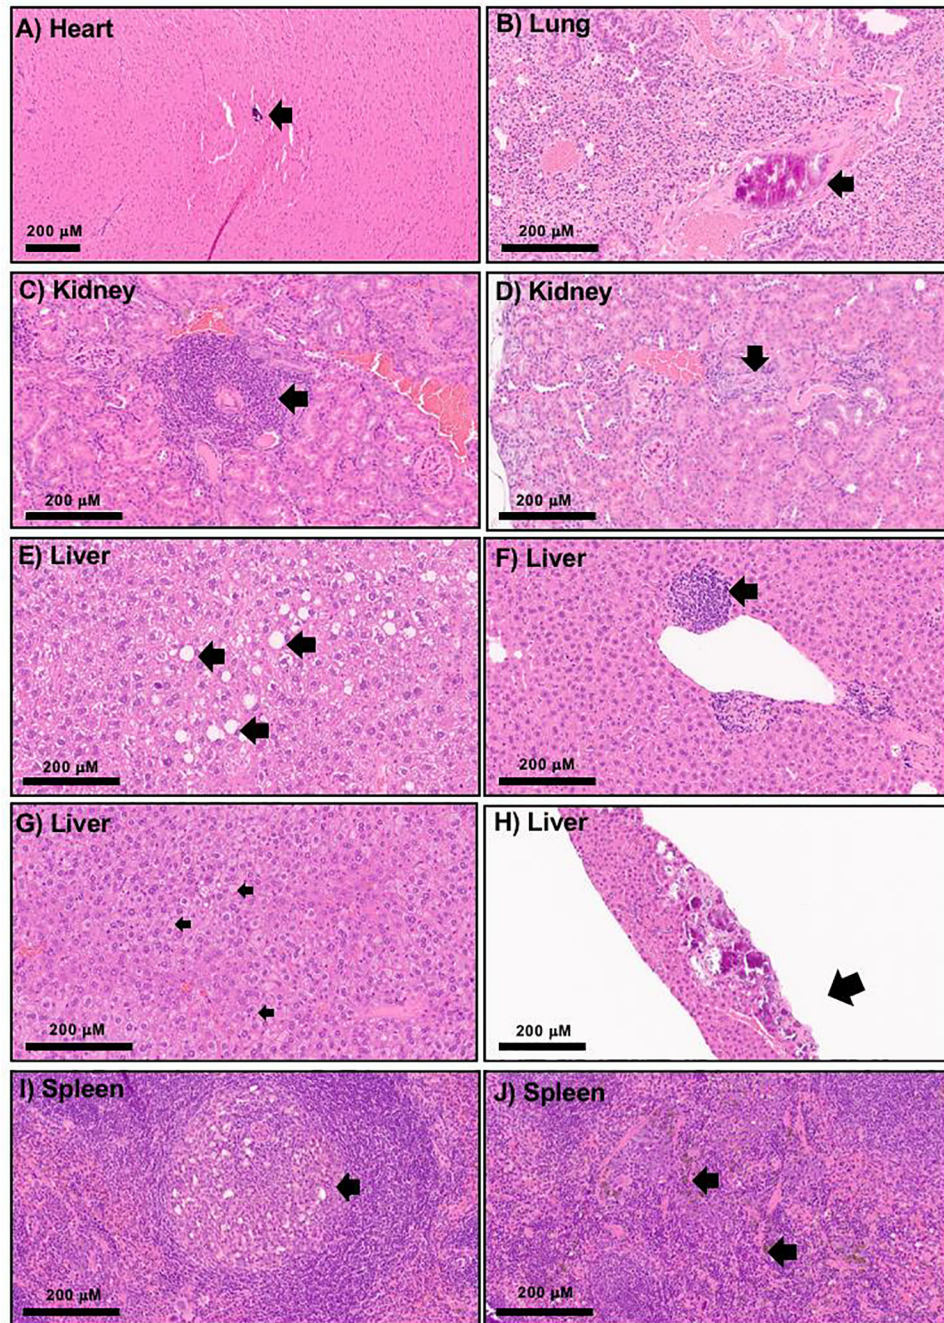 A) Heart
200 µM
B) Lung
200 µM
C) Kidney
200 µM
D) Kidney
200 µM
E) Liver
200 µM
F) Liver
200 µM
G) Liver
200 µM
H) Liver
200 µM
I) Spleen
200 µM
J) Spleen
200 µM